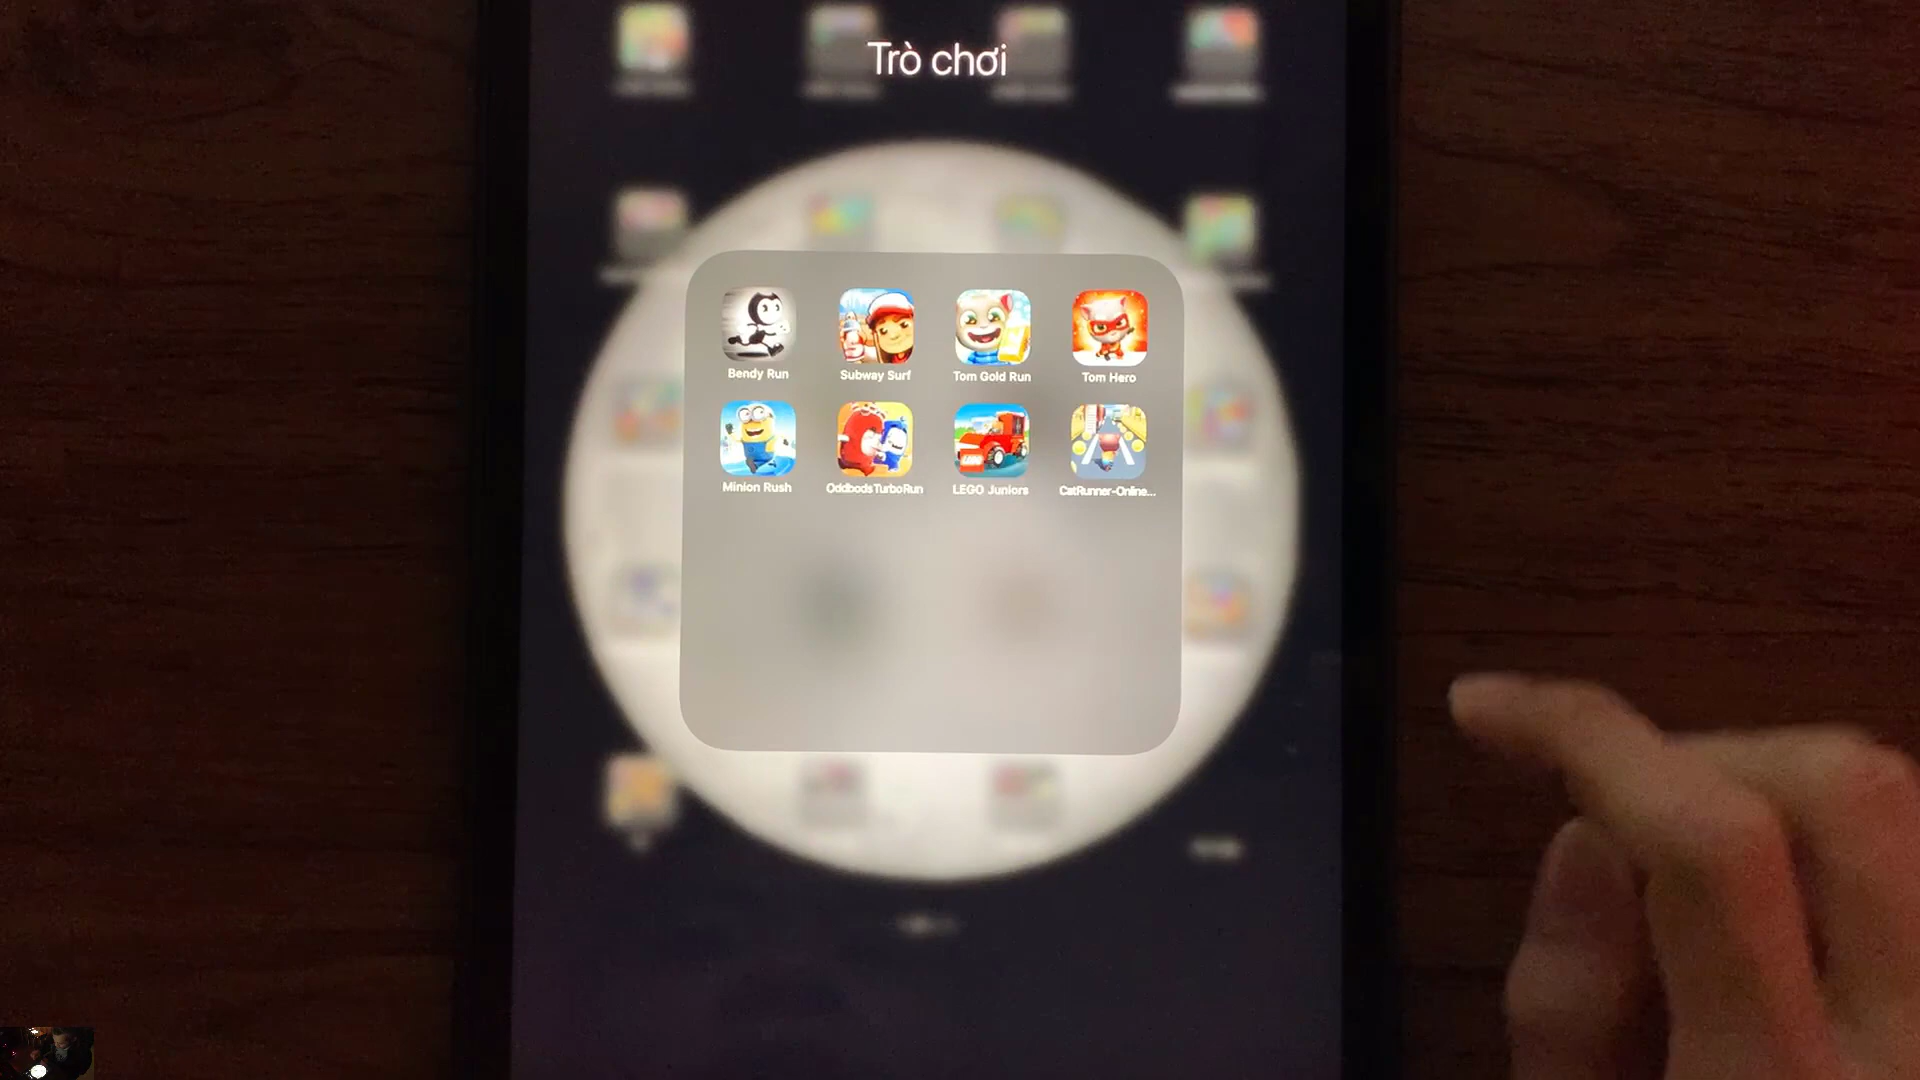 Trò chơi
Bendy Run
Subway Surf
Tom Gold Run
Tom Hero
Minion Rush
OddbodsTurboRun
LEGO Juniors
CatRunner-Online...